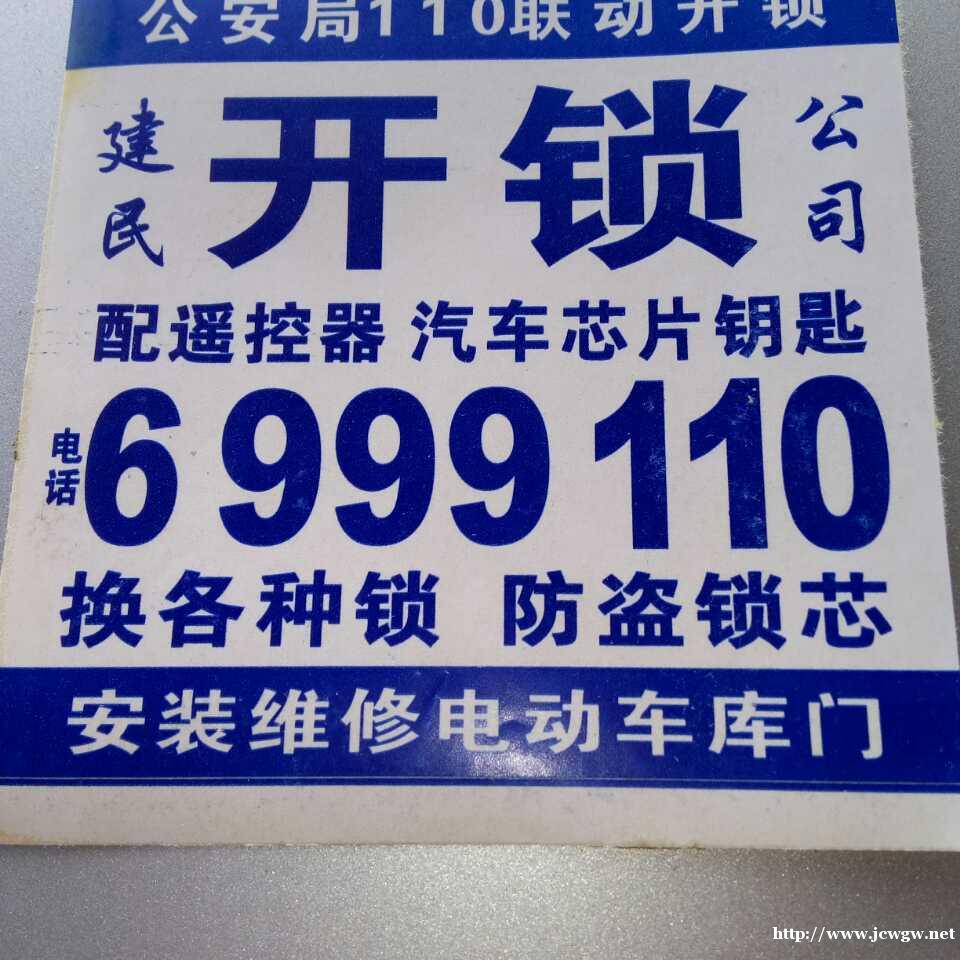 公安局110联动开锁
建民 开锁 公司
配遥控器 汽车芯片钥匙
电话 6999110
换各种锁 防盗锁芯
安装维修电动车库门
http://www.jcwgw.net